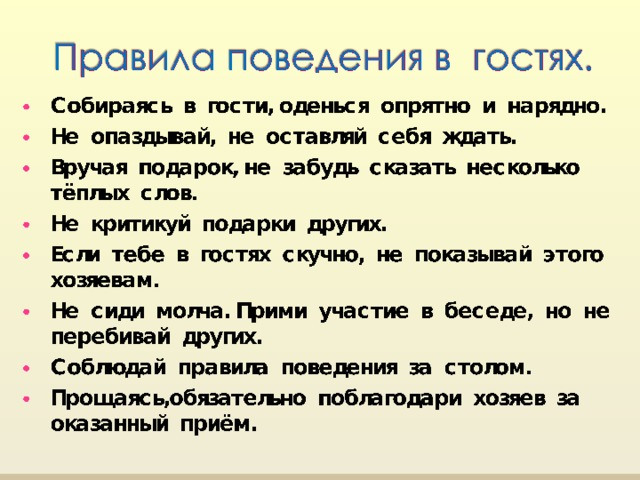 Правила поведения в гостях.
• Собираясь в гости, оденься опрятно и нарядно.
• Не опаздывай, не оставляй себя ждать.
• Вручая подарок, не забудь сказать несколько
тёплых слов.
• Не критикуй подарки других.
• Если тебе в гостях скучно, не показывай этого
хозяевам.
• Не сиди молча. Прими участие в беседе, но не
перебивай других.
• Соблюдай правила поведения за столом.
• Прощаясь,обязательно поблагодари хозяев за
оказанный приём.